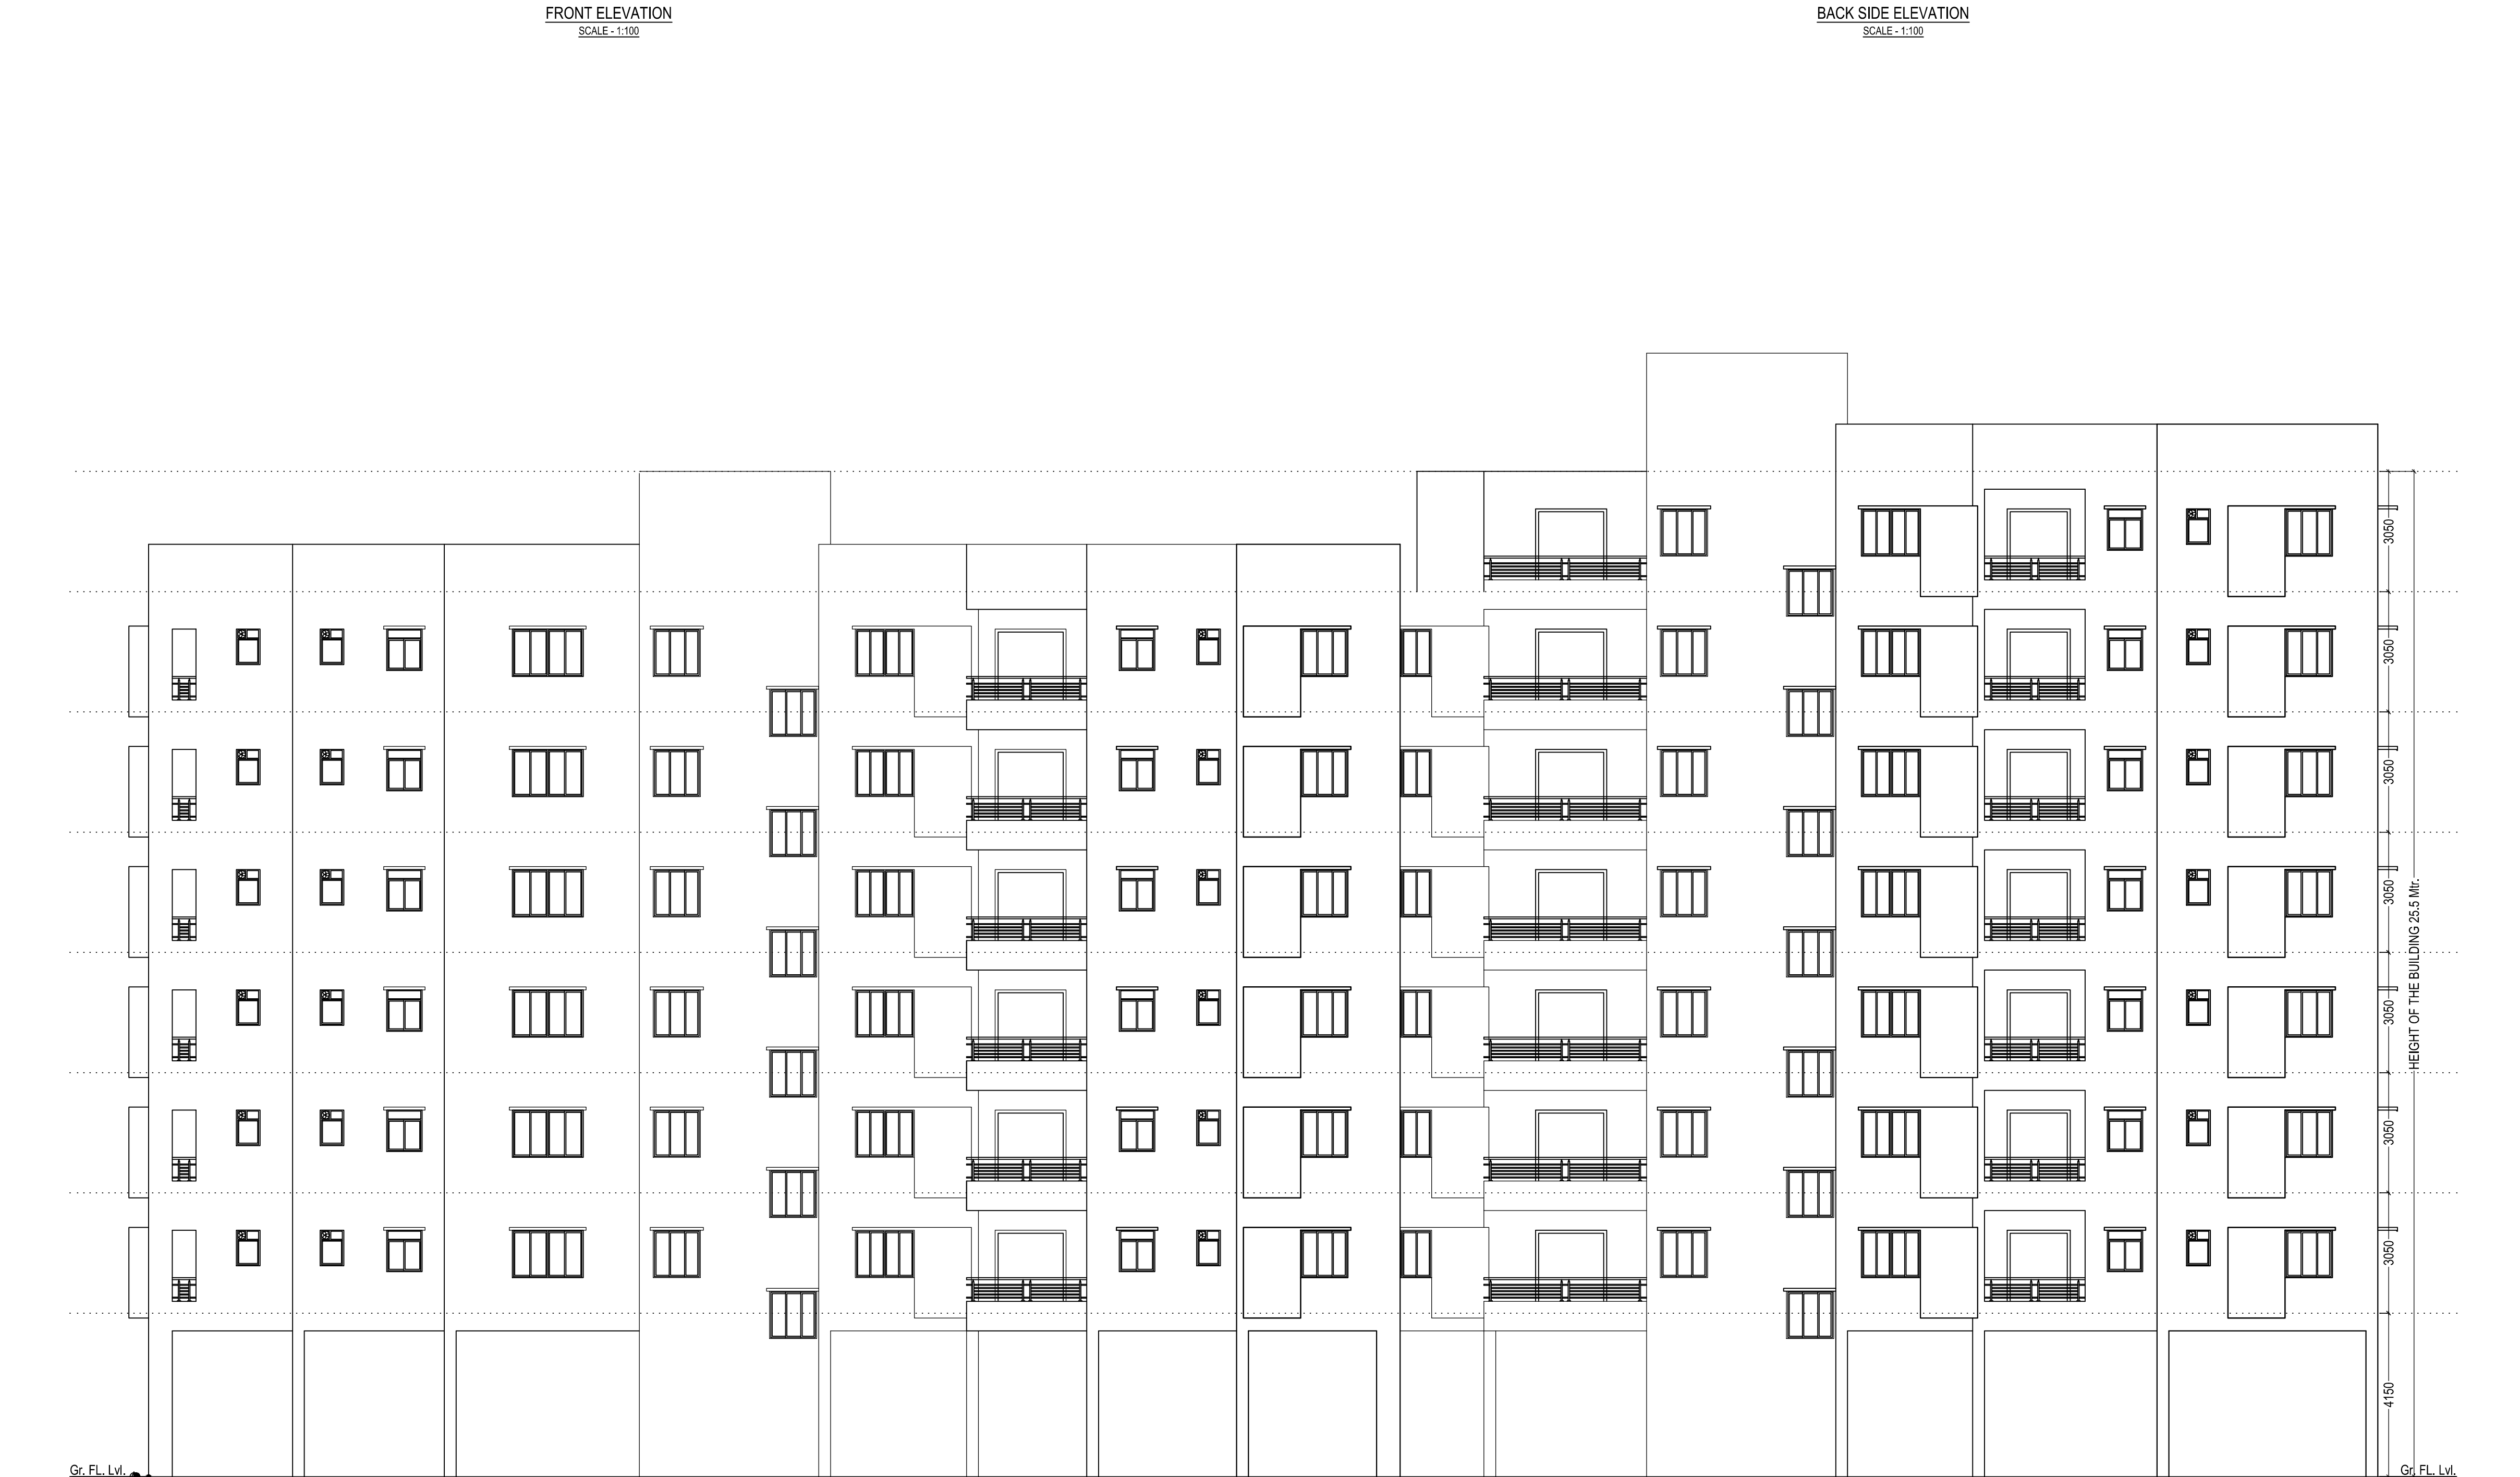 FRONT ELEVATION
SCALE - 1:100
BACK SIDE ELEVATION
SCALE - 1:100
3050
3050
3050
3050
3050
3050
3050
4150
HEIGHT OF THE BUILDING 25.5 Mtr.
Gr. FL. Lvl.
Gr. FL. Lvl.